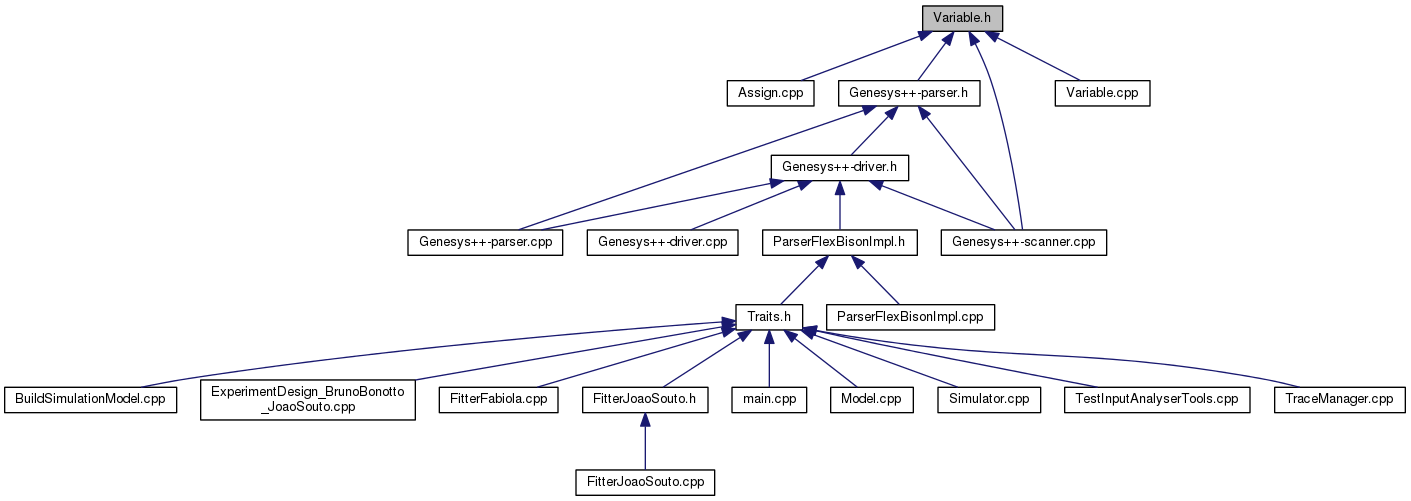 Variable.h
Assign.cpp
Genesys++-parser.h
Variable.cpp
Genesys++-driver.h
Genesys++-parser.cpp
Genesys++-driver.cpp
ParserFlexBisonImpl.h
Genesys++-scanner.cpp
Traits.h
ParserFlexBisonImpl.cpp
BuildSimulationModel.cpp
ExperimentDesign_BrunoBonotto
_JoaoSouto.cpp
FitterFabiola.cpp
FitterJoaoSouto.h
main.cpp
Model.cpp
Simulator.cpp
TestInputAnalyserTools.cpp
TraceManager.cpp
FitterJoaoSouto.cpp